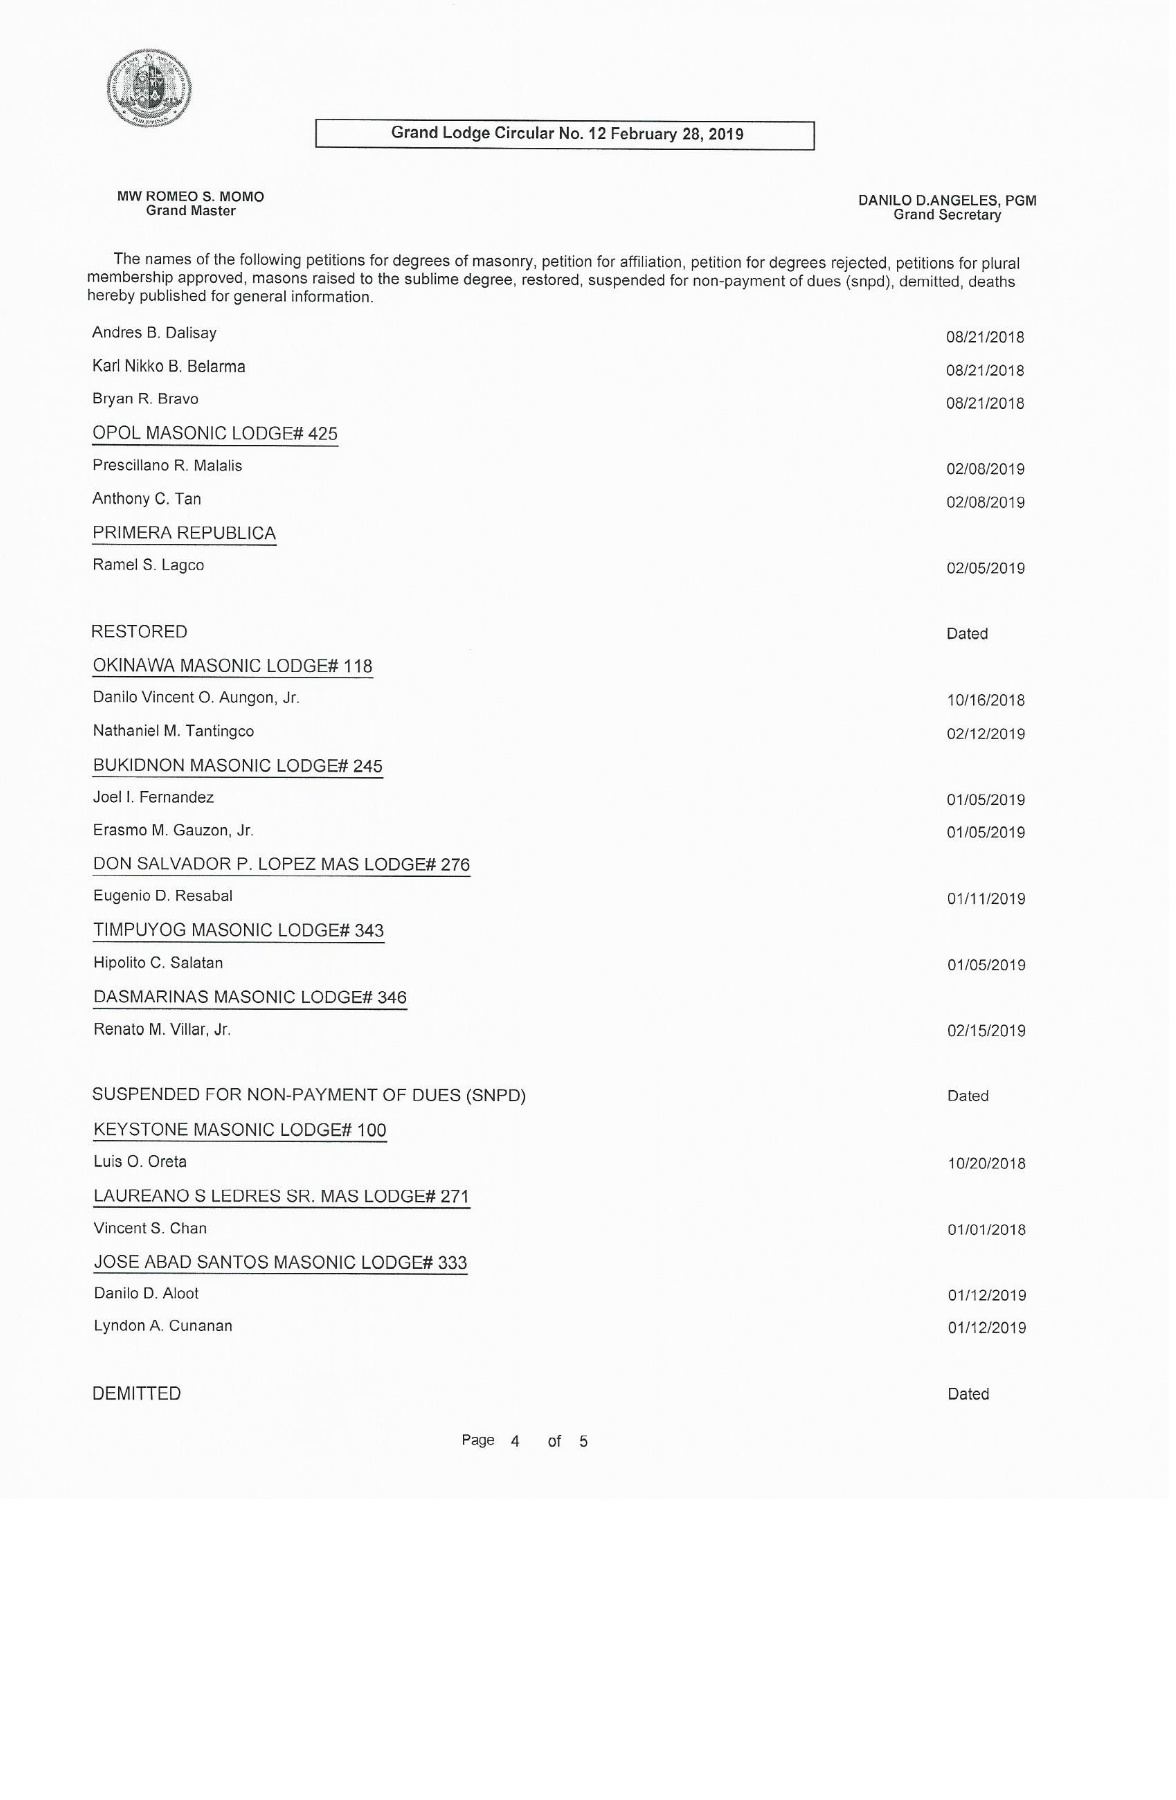 Grand Lodge Circular No. 12 February 28, 2019
MW ROMEO S. MOMO
Grand Master
DANILO D.ANGELES, PGM
Grand Secretary
The names of the following petitions for degrees of masonry, petition for affiliation, petition for degrees rejected, petitions for plural
membership approved, masons raised to the sublime degree, restored, suspended for non-payment of dues (snpd), demitted, deaths
hereby published for general information.
Andres B. Dalisay 08/21/2018
Karl Nikko B. Belarma 08/21/2018
Bryan R. Bravo 08/21/2018
OPOL MASONIC LODGE# 425
Prescillano R. Malalis 02/08/2019
Anthony C. Tan 02/08/2019
PRIMERA REPUBLICA
Ramel S. Lagco 02/05/2019
RESTORED Dated
OKINAWA MASONIC LODGE# 118
Danilo Vincent O. Aungon, Jr. 10/16/2018
Nathaniel M. Tantingco 02/12/2019
BUKIDNON MASONIC LODGE# 245
Joel I. Fernandez 01/05/2019
Erasmo M. Gauzon, Jr. 01/05/2019
DON SALVADOR P. LOPEZ MAS LODGE# 276
Eugenio D. Resabal 01/11/2019
TIMPUYOG MASONIC LODGE# 343
Hipolito C. Salatan 01/05/2019
DASMARINAS MASONIC LODGE# 346
Renato M. Villar, Jr. 02/15/2019
SUSPENDED FOR NON-PAYMENT OF DUES (SNPD) Dated
KEYSTONE MASONIC LODGE# 100
Luis O. Oreta 10/20/2018
LAUREANO S LEDRES SR. MAS LODGE# 271
Vincent S. Chan 01/01/2018
JOSE ABAD SANTOS MASONIC LODGE# 333
Danilo D. Aloot 01/12/2019
Lyndon A. Cunanan 01/12/2019
DEMITTED Dated
Page 4 of 5